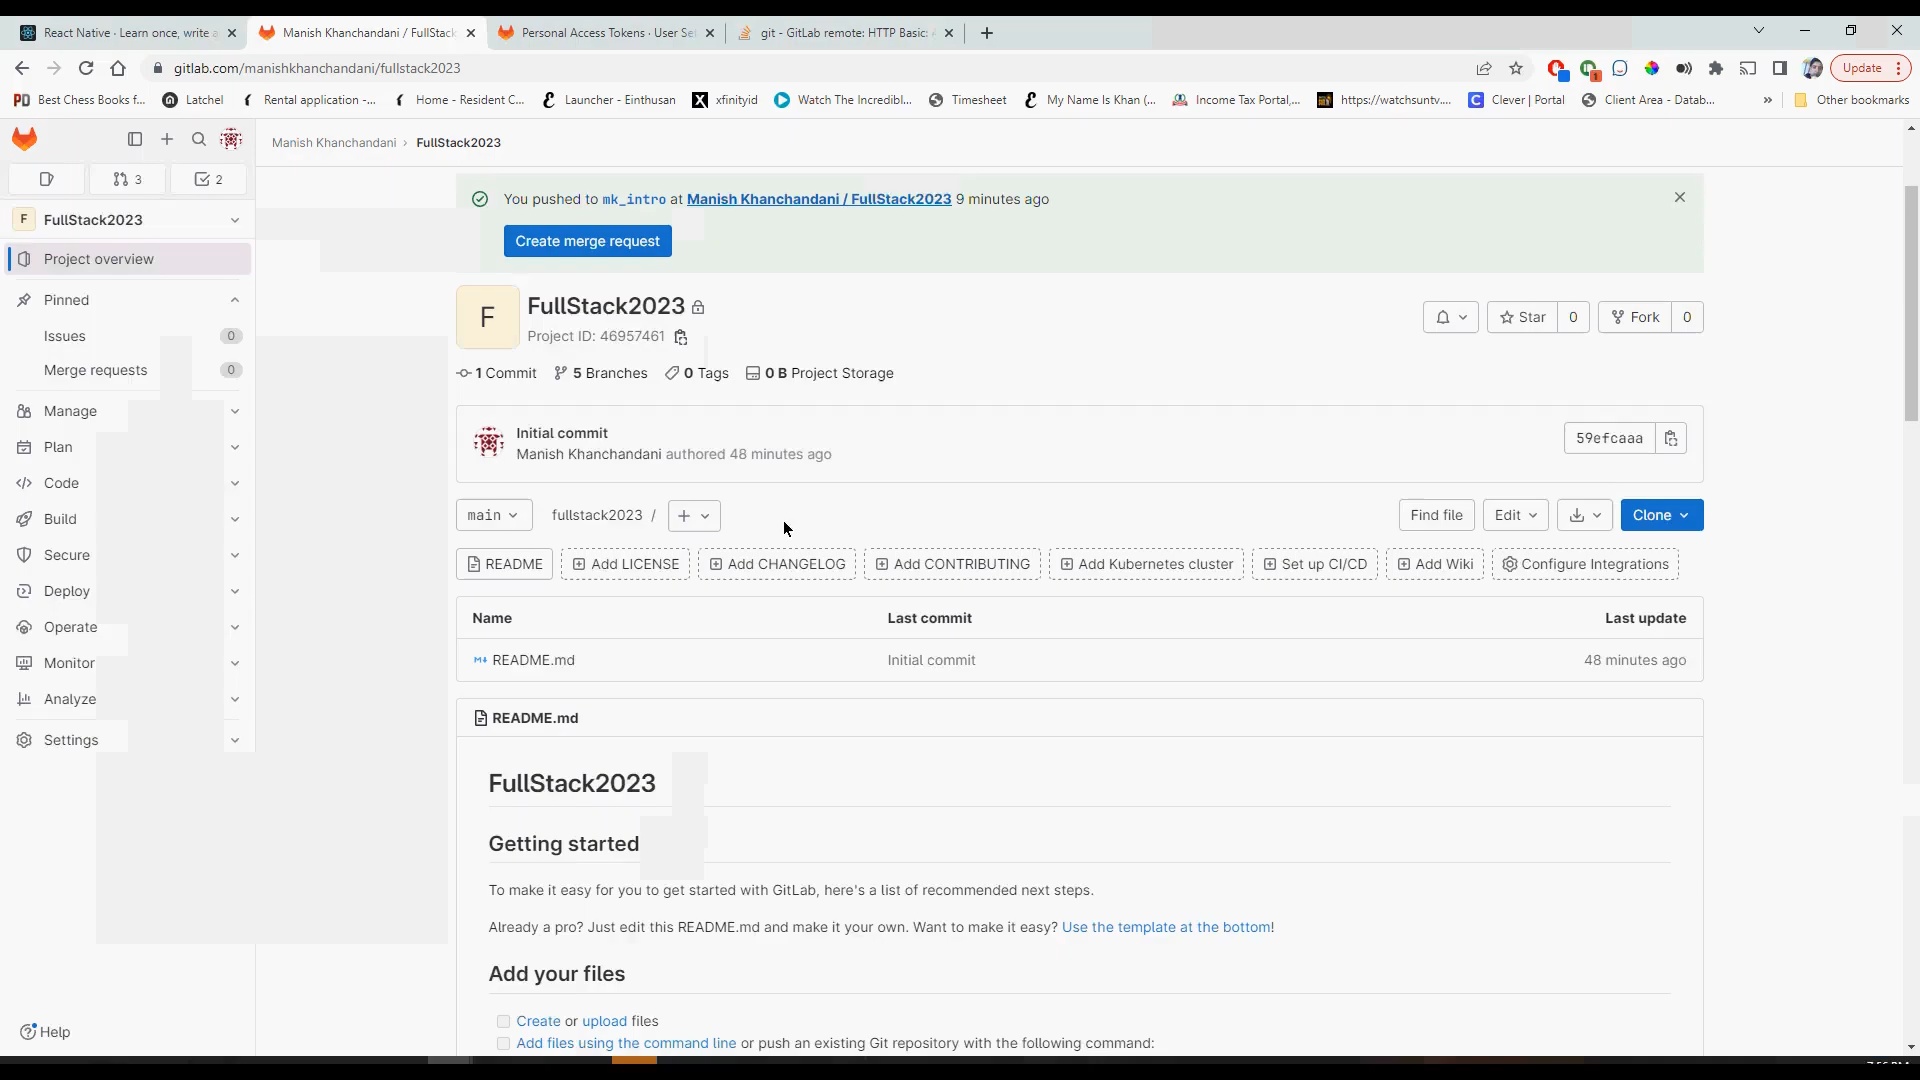 React Native · Learn once, write a
Manish Khanchandani / FullStack
Personal Access Tokens · User Se
git - GitLab remote: HTTP Basic: A
gitlab.com/manishkhanchandani/fullstack2023
Update
Best Chess Books f...
Latchel
Rental application -...
Home - Resident C...
Launcher - Einthusan
xfinityid
Watch The Incredibl...
Timesheet
My Name Is Khan (...
Income Tax Portal,...
https://watchsuntv....
Clever | Portal
Client Area - Datab...
»
Other bookmarks
Manish Khanchandani › FullStack2023
3
2
F FullStack2023
Project overview
Pinned
Issues 0
Merge requests 0
Manage
Plan
Code
Build
Secure
Deploy
Operate
Monitor
Analyze
Settings
Help
You pushed to mk_intro at Manish Khanchandani / FullStack2023 9 minutes ago
Create merge request
F
FullStack2023
Project ID: 46957461
Star 0
Fork 0
1 Commit 5 Branches 0 Tags 0 B Project Storage
Initial commit
Manish Khanchandani authored 48 minutes ago
59efcaaa
main
fullstack2023 /
Find file
Edit
Clone
README
Add LICENSE
Add CHANGELOG
Add CONTRIBUTING
Add Kubernetes cluster
Set up CI/CD
Add Wiki
Configure Integrations
Name Last commit Last update
README.md Initial commit 48 minutes ago
README.md
FullStack2023
Getting started
To make it easy for you to get started with GitLab, here's a list of recommended next steps.
Already a pro? Just edit this README.md and make it your own. Want to make it easy? Use the template at the bottom!
Add your files
Create or upload files
Add files using the command line or push an existing Git repository with the following command: